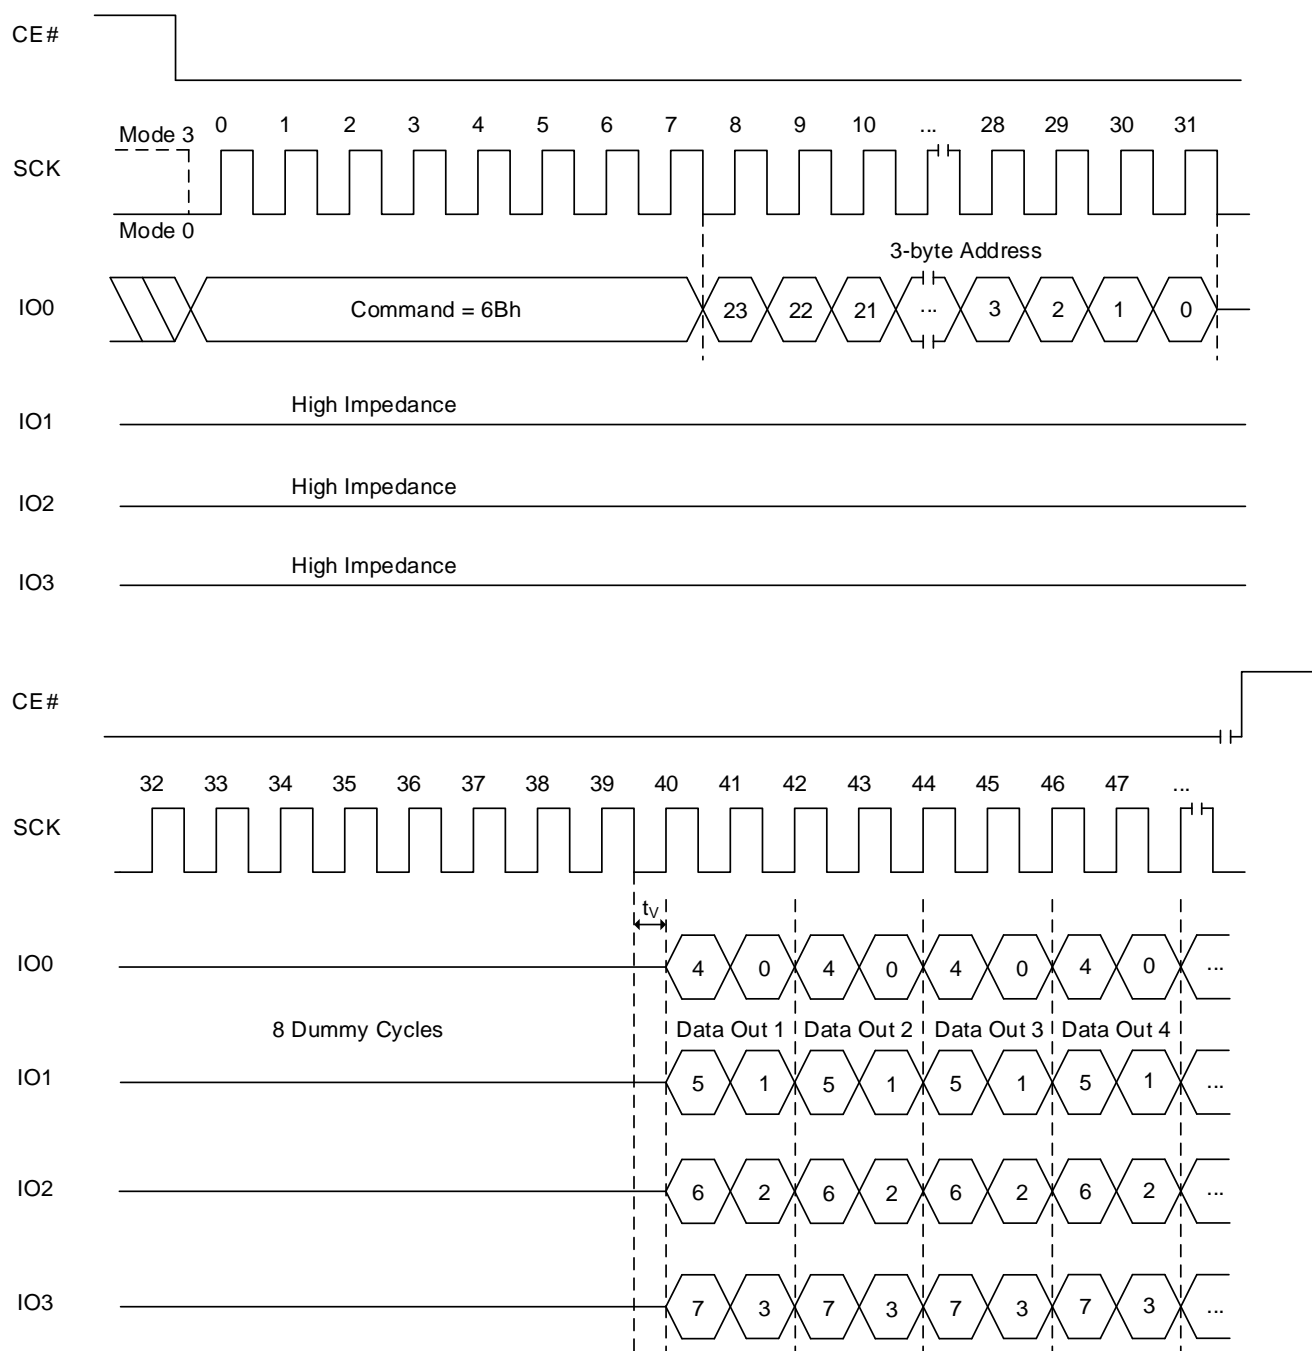 CE#
Mode 3 0 1 2 3 4 5 6 7 8 9 10 ... 28 29 30 31
SCK
Mode 0
3-byte Address
IO0 Command = 6Bh 23 22 21 ... 3 2 1 0
High Impedance
IO1
High Impedance
IO2
High Impedance
IO3
CE#
32 33 34 35 36 37 38 39 40 41 42 43 44 45 46 47 ...
SCK
tV
IO0 4 0 4 0 4 0 4 0 ...
8 Dummy Cycles Data Out 1 Data Out 2 Data Out 3 Data Out 4
IO1 5 1 5 1 5 1 5 1 ...
IO2 6 2 6 2 6 2 6 2 ...
IO3 7 3 7 3 7 3 7 3 ...